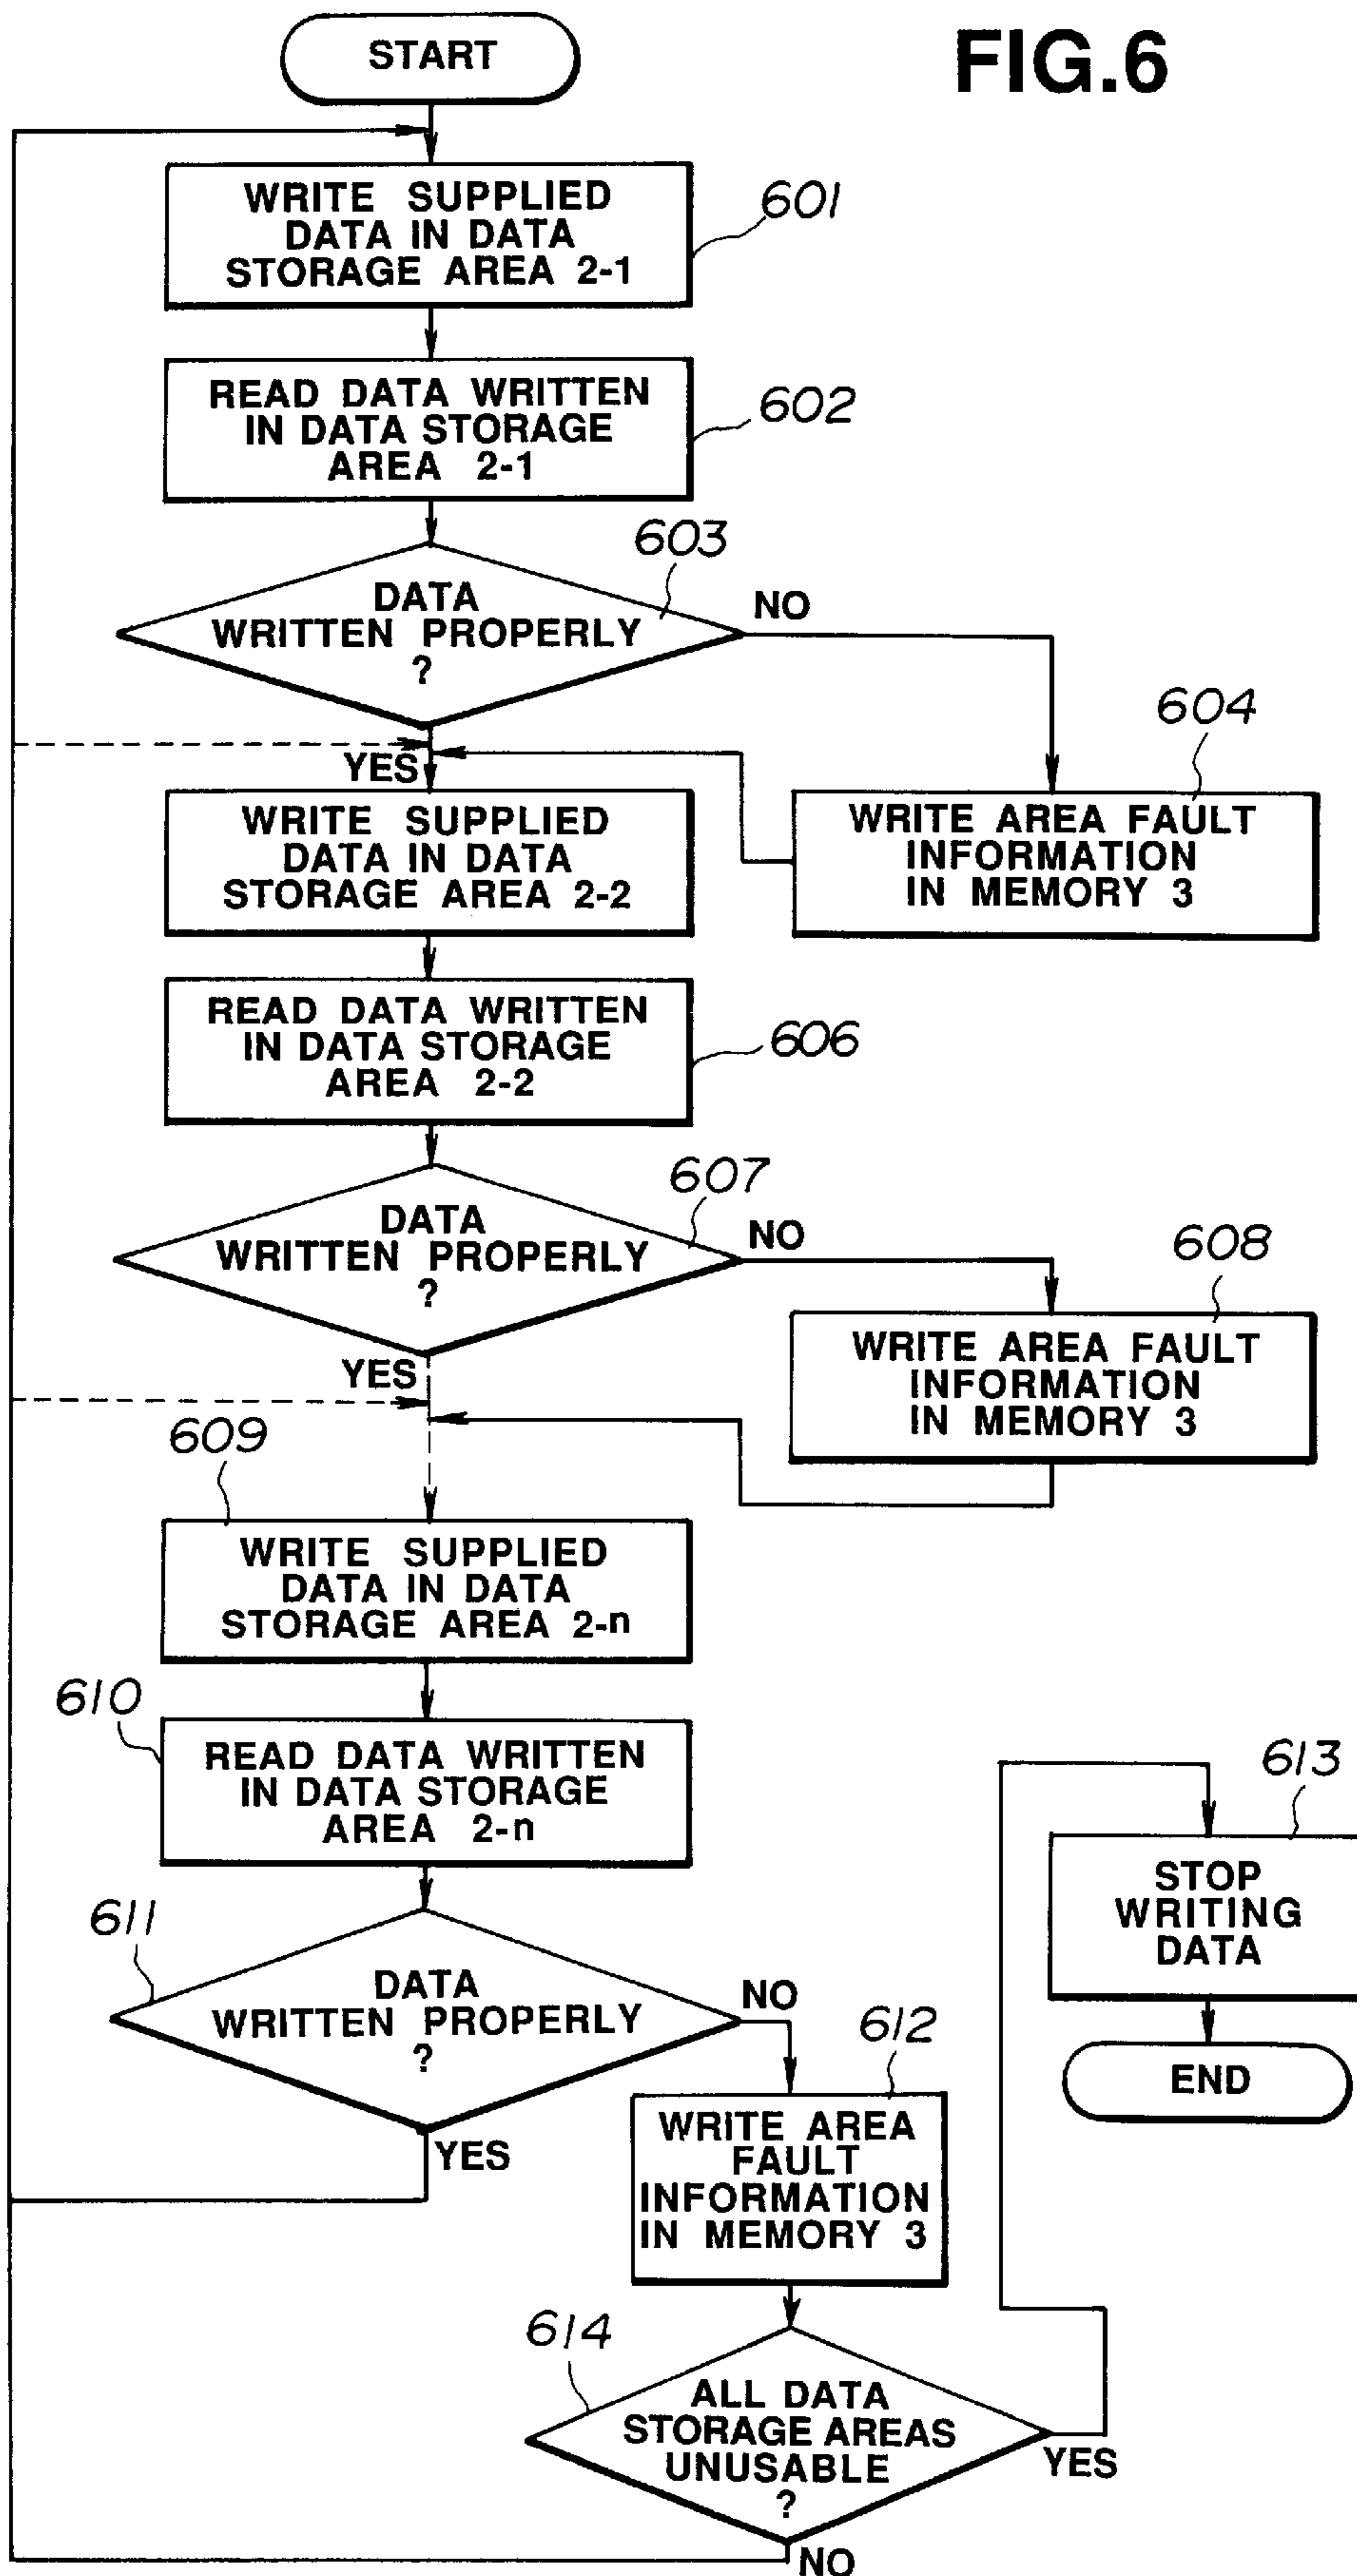 FIG.6
START
WRITE SUPPLIED
DATA IN DATA
STORAGE AREA 2-1
601
READ DATA WRITTEN
IN DATA STORAGE
AREA 2-1
602
603
DATA
WRITTEN PROPERLY
?
NO
YES
604
WRITE AREA FAULT
INFORMATION
IN MEMORY 3
WRITE SUPPLIED
DATA IN DATA
STORAGE AREA 2-2
READ DATA WRITTEN
IN DATA STORAGE
AREA 2-2
606
607
DATA
WRITTEN PROPERLY
?
NO
YES
608
WRITE AREA FAULT
INFORMATION
IN MEMORY 3
609
WRITE SUPPLIED
DATA IN DATA
STORAGE AREA 2-n
610
READ DATA WRITTEN
IN DATA STORAGE
AREA 2-n
611
DATA
WRITTEN PROPERLY
?
NO
YES
612
WRITE AREA
FAULT
INFORMATION
IN MEMORY 3
613
STOP
WRITING
DATA
END
614
ALL DATA
STORAGE AREAS
UNUSABLE
?
YES
NO